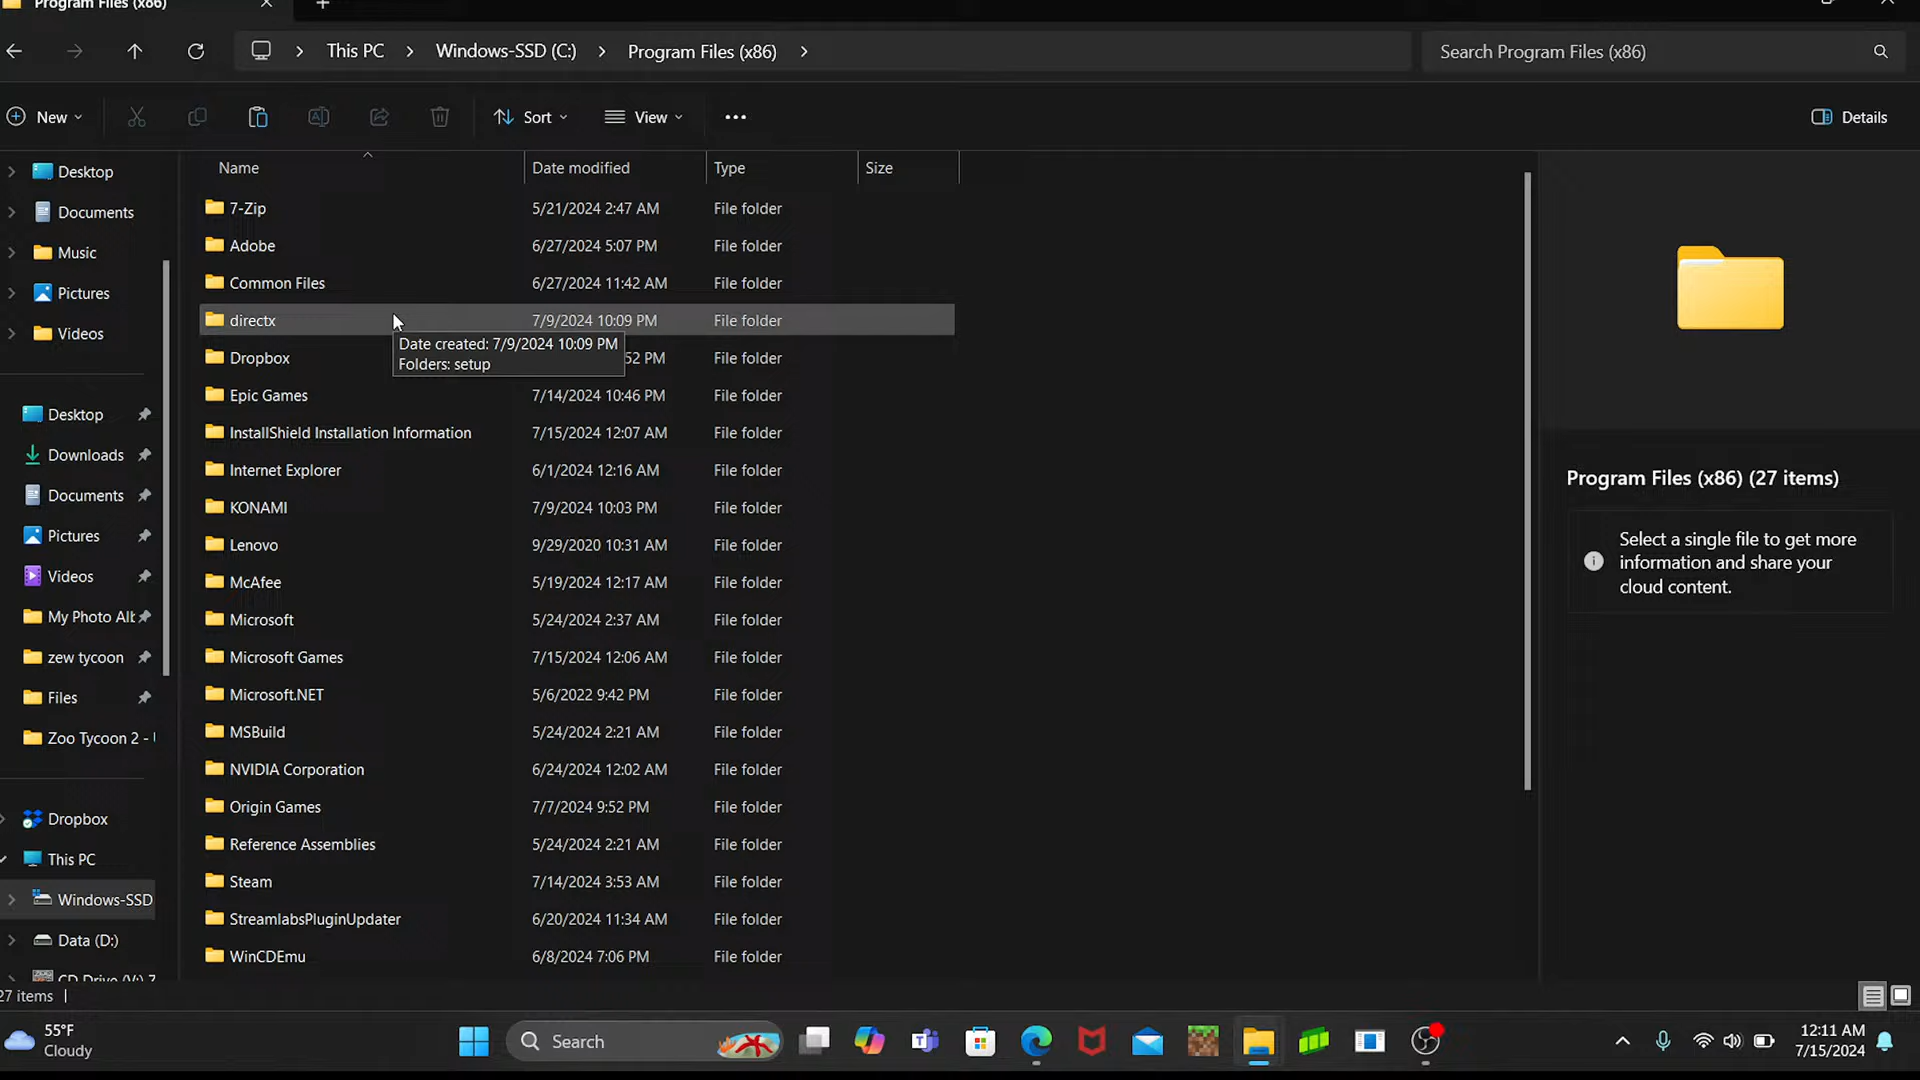 Program Files (x86)
This PC > Windows-SSD (C:) > Program Files (x86) >
Search Program Files (x86)
New
Sort
View
Details
Name Date modified Type Size
7-Zip 5/21/2024 2:47 AM File folder
Adobe 6/27/2024 5:07 PM File folder
Common Files 6/27/2024 11:42 AM File folder
directx 7/9/2024 10:09 PM File folder
Date created: 7/9/2024 10:09 PM
Folders: setup
Dropbox 52 PM File folder
Epic Games 7/14/2024 10:46 PM File folder
InstallShield Installation Information 7/15/2024 12:07 AM File folder
Internet Explorer 6/1/2024 12:16 AM File folder
KONAMI 7/9/2024 10:03 PM File folder
Lenovo 9/29/2020 10:31 AM File folder
McAfee 5/19/2024 12:17 AM File folder
Microsoft 5/24/2024 2:37 AM File folder
Microsoft Games 7/15/2024 12:06 AM File folder
Microsoft.NET 5/6/2022 9:42 PM File folder
MSBuild 5/24/2024 2:21 AM File folder
NVIDIA Corporation 6/24/2024 12:02 AM File folder
Origin Games 7/7/2024 9:52 PM File folder
Reference Assemblies 5/24/2024 2:21 AM File folder
Steam 7/14/2024 3:53 AM File folder
StreamlabsPluginUpdater 6/20/2024 11:34 AM File folder
WinCDEmu 6/8/2024 7:06 PM File folder
Desktop
Documents
Music
Pictures
Videos
Desktop
Downloads
Documents
Pictures
Videos
My Photo Alb
zew tycoon
Files
Zoo Tycoon 2 -
Dropbox
This PC
Windows-SSD
Data (D:)
CD Drive (V:) Z
Program Files (x86) (27 items)
Select a single file to get more
information and share your
cloud content.
27 items
55°F
Cloudy
Search
12:11 AM
7/15/2024